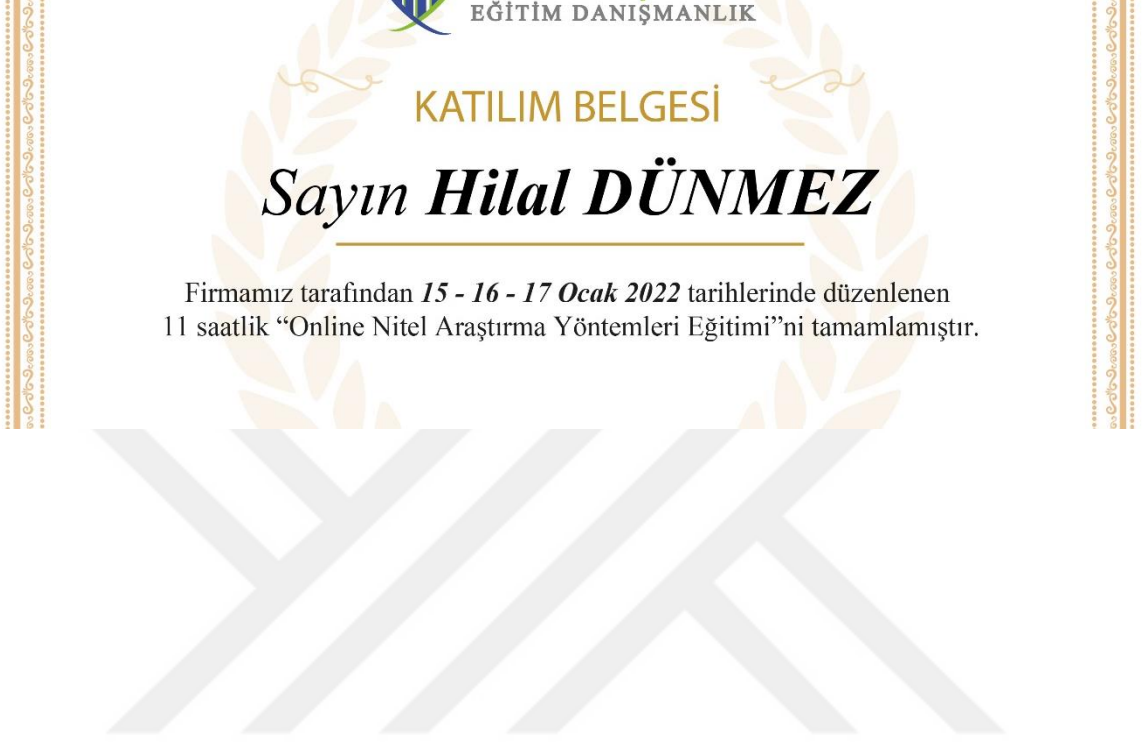 EĞİTİM DANIŞMANLIK
KATILIM BELGESİ
Sayın Hilal DÜNMEZ
Firmamız tarafından 15 - 16 - 17 Ocak 2022 tarihlerinde düzenlenen
11 saatlik “Online Nitel Araştırma Yöntemleri Eğitimi”ni tamamlamıştır.